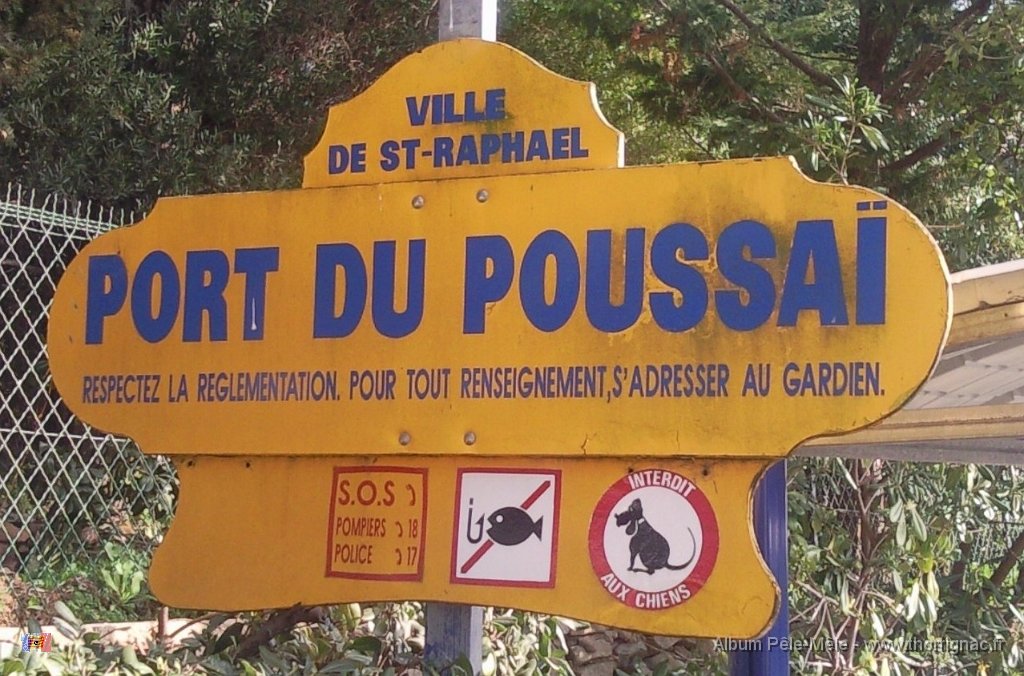 VILLE
DE ST-RAPHAEL
PORT DU POUSSAÏ
RESPECTEZ LA REGLEMENTATION. POUR TOUT RENSEIGNEMENT,S'ADRESSER AU GARDIEN.
S.O.S
POMPIERS 18
POLICE 17
INTERDIT
AUX CHIENS
Album Pêle-Mêle - www.thorignac.fr